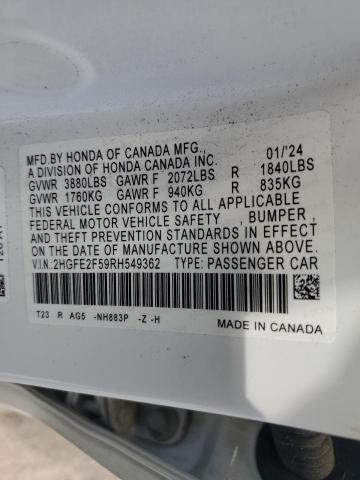 MFD.BY HONDA OF CANADA MFG., 01/'24
A DIVISION OF HONDA CANADA INC.
GVWR 3880LBS GAWR F 2072LBS R 1840LBS
GVWR 1760KG GAWR F 940KG R 835KG
THIS VEHICLE CONFORMS TO ALL APPLICABLE
FEDERAL MOTOR VEHICLE SAFETY , BUMPER ,
AND THEFT PREVENTION STANDARDS IN EFFECT
ON THE DATE OF MANUFACTURE SHOWN ABOVE.
V.I.N.:2HGFE2F59RH549362 TYPE: PASSENGER CAR
T23 R AG5 -NH883P -Z -H
MADE IN CANADA